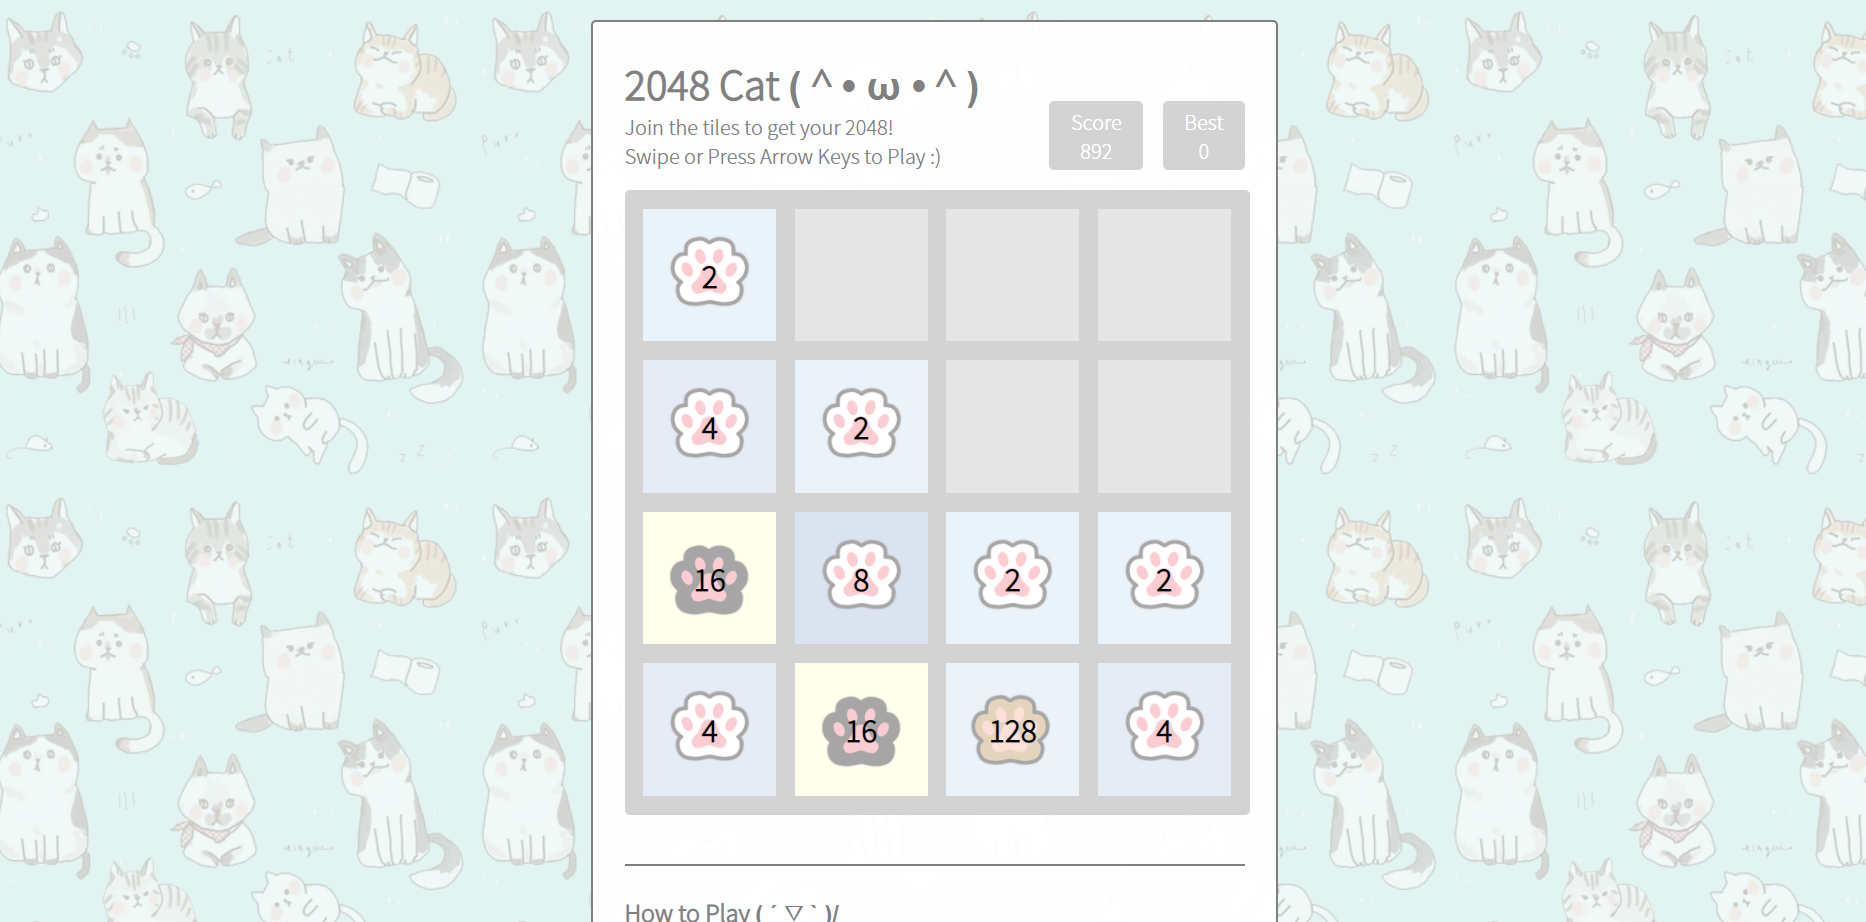 2048 Cat ( ^ • ω • ^ )
Join the tiles to get your 2048!
Swipe or Press Arrow Keys to Play :)
Score
892
Best
0
2
4 2
16 8 2 2
4 16 128 4
How to Play ( ´ ▽ ` )/